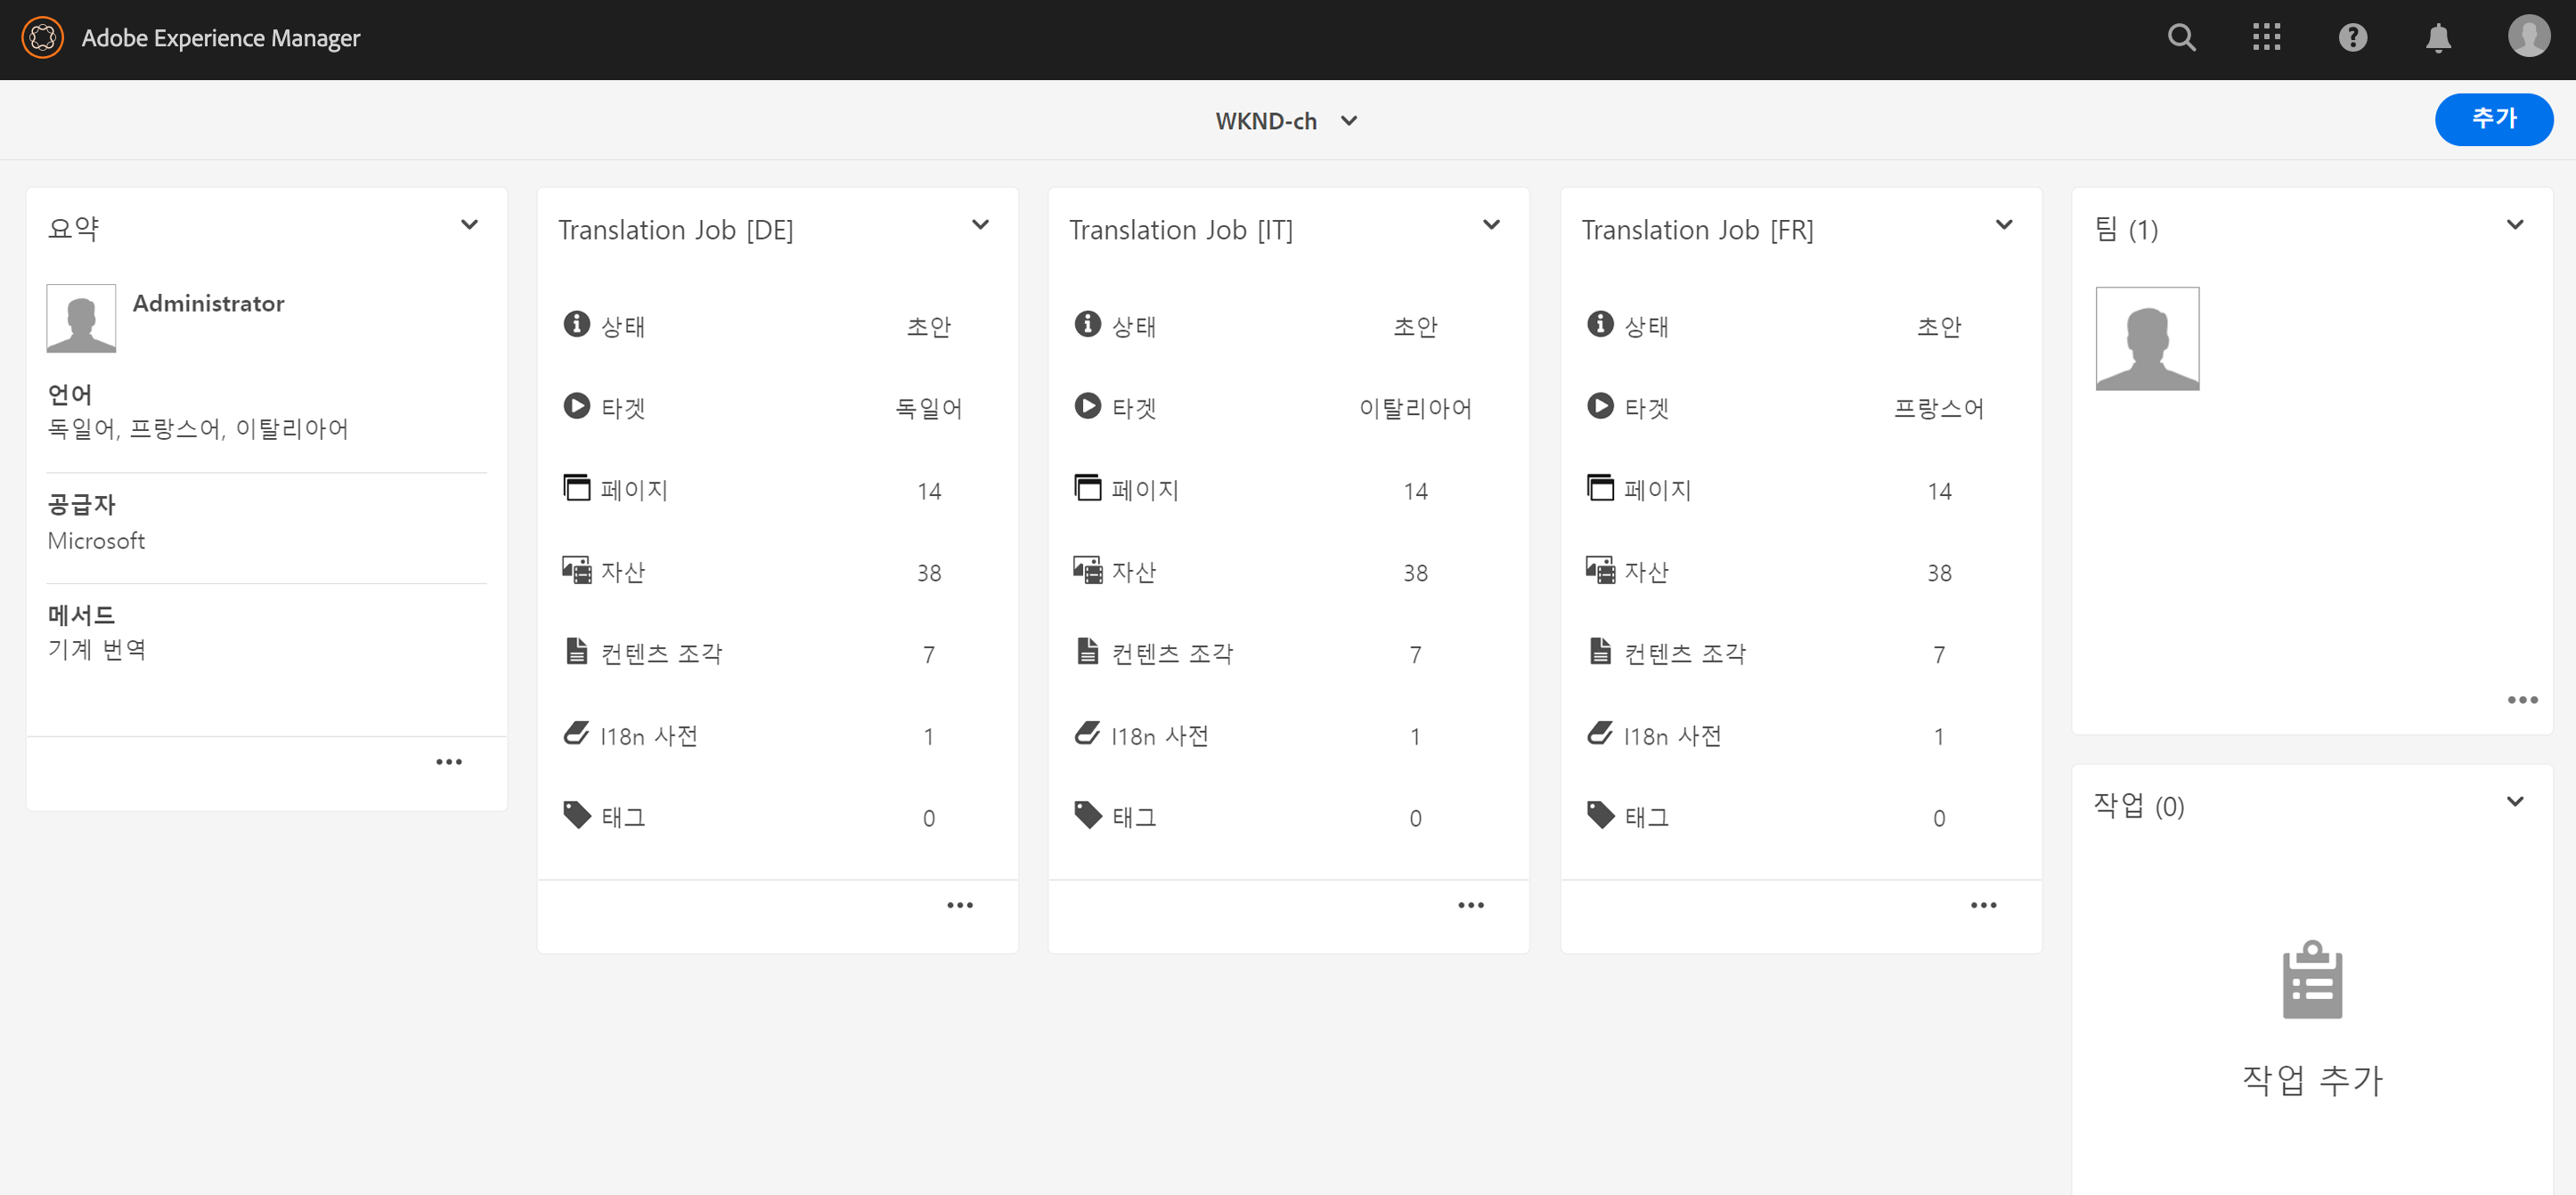 Adobe Experience Manager
WKND-ch
추가
요약
Administrator
언어
독일어, 프랑스어, 이탈리아어
공급자
Microsoft
메서드
기계 번역
Translation Job [DE]
상태 초안
타겟 독일어
페이지 14
자산 38
컨텐츠 조각 7
I18n 사전 1
태그 0
Translation Job [IT]
상태 초안
타겟 이탈리아어
페이지 14
자산 38
컨텐츠 조각 7
I18n 사전 1
태그 0
Translation Job [FR]
상태 초안
타겟 프랑스어
페이지 14
자산 38
컨텐츠 조각 7
I18n 사전 1
태그 0
팀 (1)
작업 (0)
작업 추가